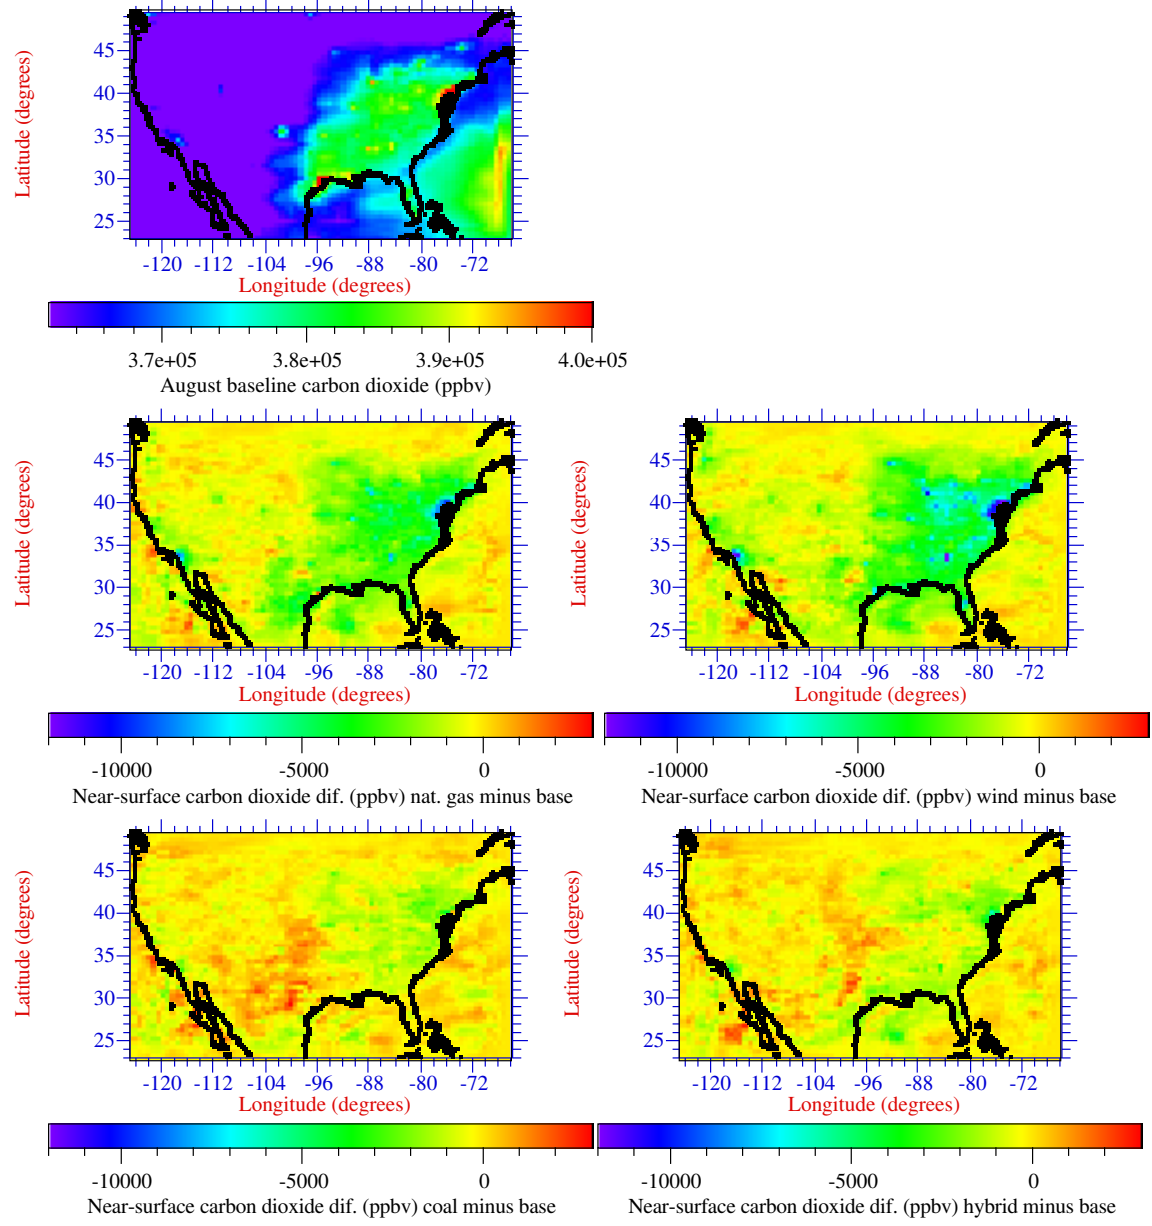 Latitude (degrees)
45
40
35
30
25
-120 -112 -104 -96 -88 -80 -72
Longitude (degrees)
3.7e+05 3.8e+05 3.9e+05 4.0e+05
August baseline carbon dioxide (ppbv)
Latitude (degrees)
45
40
35
30
25
-120 -112 -104 -96 -88 -80 -72
Longitude (degrees)
-10000 -5000 0
Near-surface carbon dioxide dif. (ppbv) nat. gas minus base
Latitude (degrees)
45
40
35
30
25
-120 -112 -104 -96 -88 -80 -72
Longitude (degrees)
-10000 -5000 0
Near-surface carbon dioxide dif. (ppbv) wind minus base
Latitude (degrees)
45
40
35
30
25
-120 -112 -104 -96 -88 -80 -72
Longitude (degrees)
-10000 -5000 0
Near-surface carbon dioxide dif. (ppbv) coal minus base
Latitude (degrees)
45
40
35
30
25
-120 -112 -104 -96 -88 -80 -72
Longitude (degrees)
-10000 -5000 0
Near-surface carbon dioxide dif. (ppbv) hybrid minus base